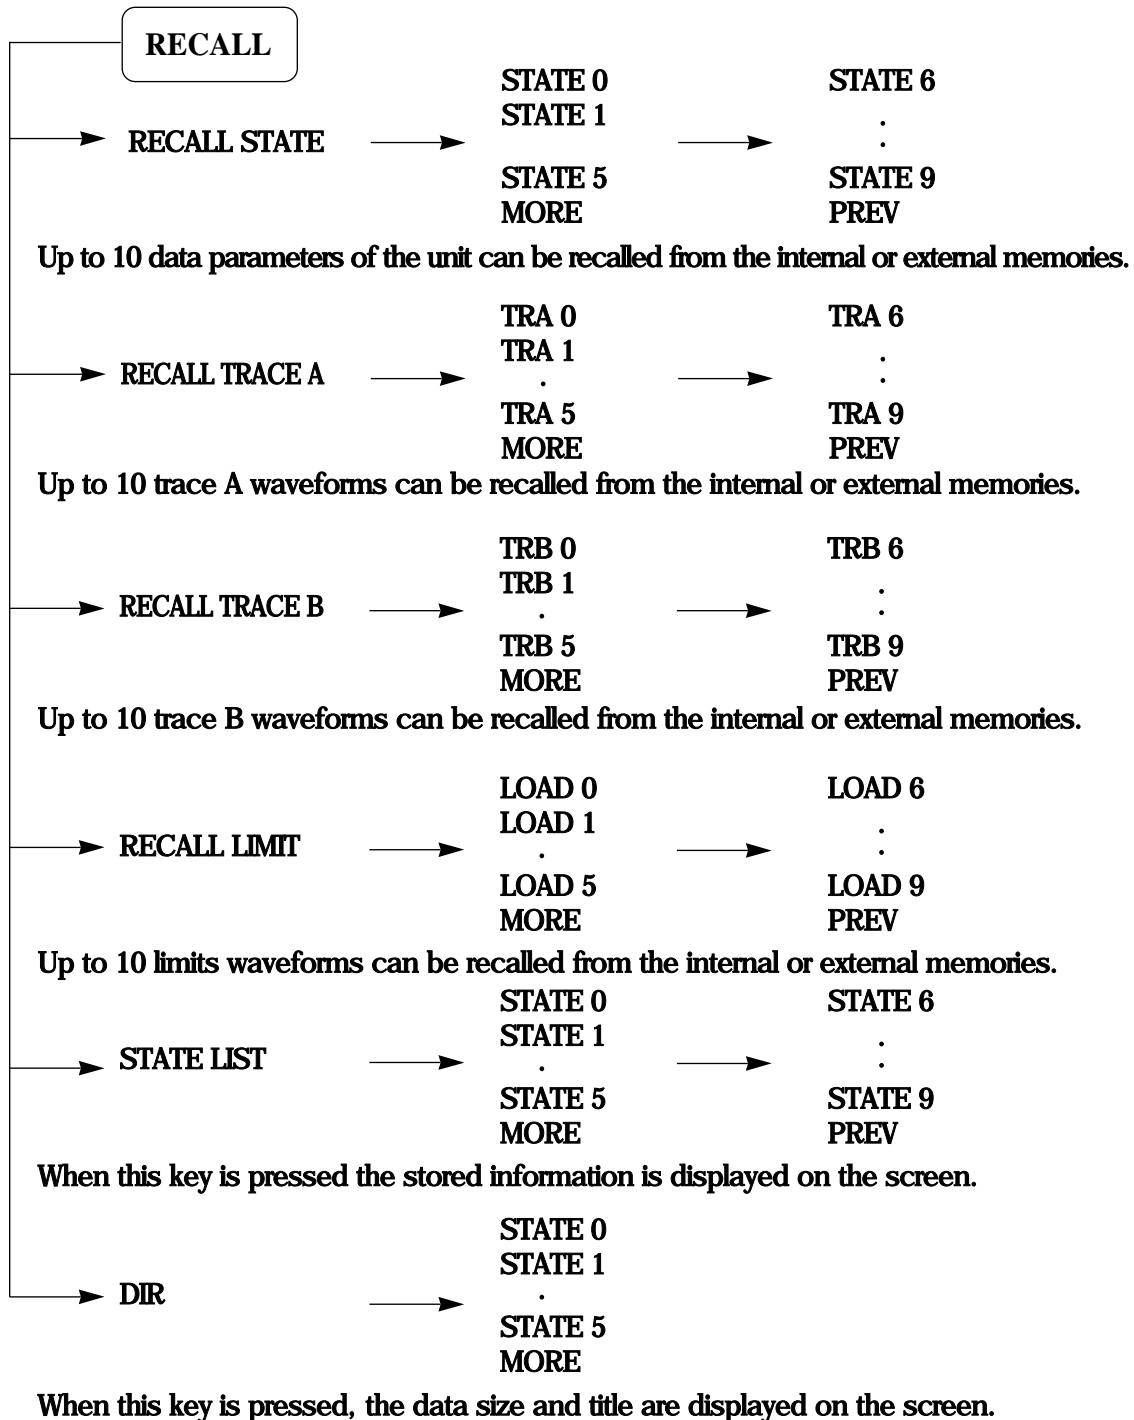 RECALL
STATE 0 STATE 6
STATE 1 .
RECALL STATE .
STATE 5 STATE 9
MORE PREV
Up to 10 data parameters of the unit can be recalled from the internal or external memories.
TRA 0 TRA 6
TRA 1 .
RECALL TRACE A . .
TRA 5 TRA 9
MORE PREV
Up to 10 trace A waveforms can be recalled from the internal or external memories.
TRB 0 TRB 6
TRB 1 .
RECALL TRACE B . .
TRB 5 TRB 9
MORE PREV
Up to 10 trace B waveforms can be recalled from the internal or external memories.
LOAD 0 LOAD 6
LOAD 1 .
RECALL LIMIT . .
LOAD 5 LOAD 9
MORE PREV
Up to 10 limits waveforms can be recalled from the internal or external memories.
STATE 0 STATE 6
STATE 1 .
STATE LIST . .
STATE 5 STATE 9
MORE PREV
When this key is pressed the stored information is displayed on the screen.
STATE 0
STATE 1
DIR .
STATE 5
MORE
When this key is pressed, the data size and title are displayed on the screen.